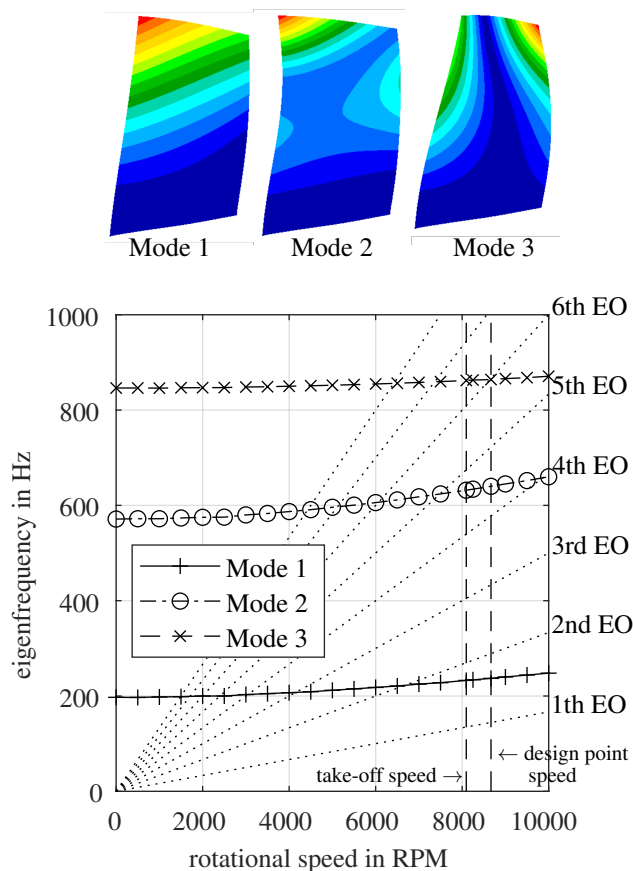 Mode 1
Mode 2
Mode 3
1000
800
600
400
200
0
eigenfrequency in Hz
6th EO
5th EO
4th EO
3rd EO
2nd EO
1th EO
Mode 1
Mode 2
Mode 3
take-off speed →
← design point
speed
0
2000
4000
6000
8000
10000
rotational speed in RPM